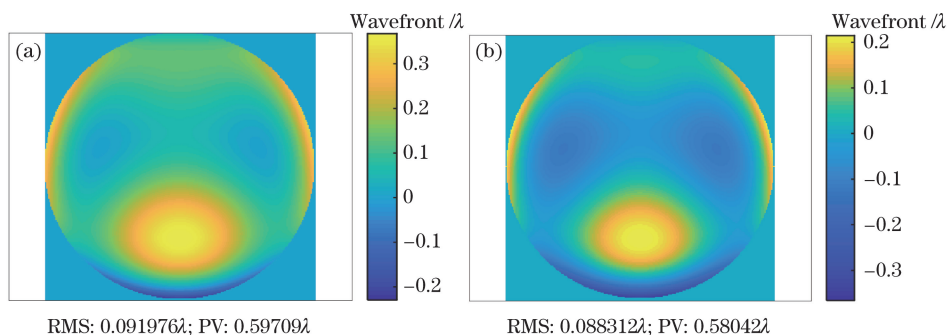 Wavefront /λ
(a)
0.3
0.2
0.1
0
−0.1
−0.2
RMS: 0.091976λ; PV: 0.59709λ
Wavefront /λ
(b)
0.2
0.1
0
−0.1
−0.2
−0.3
RMS: 0.088312λ; PV: 0.58042λ